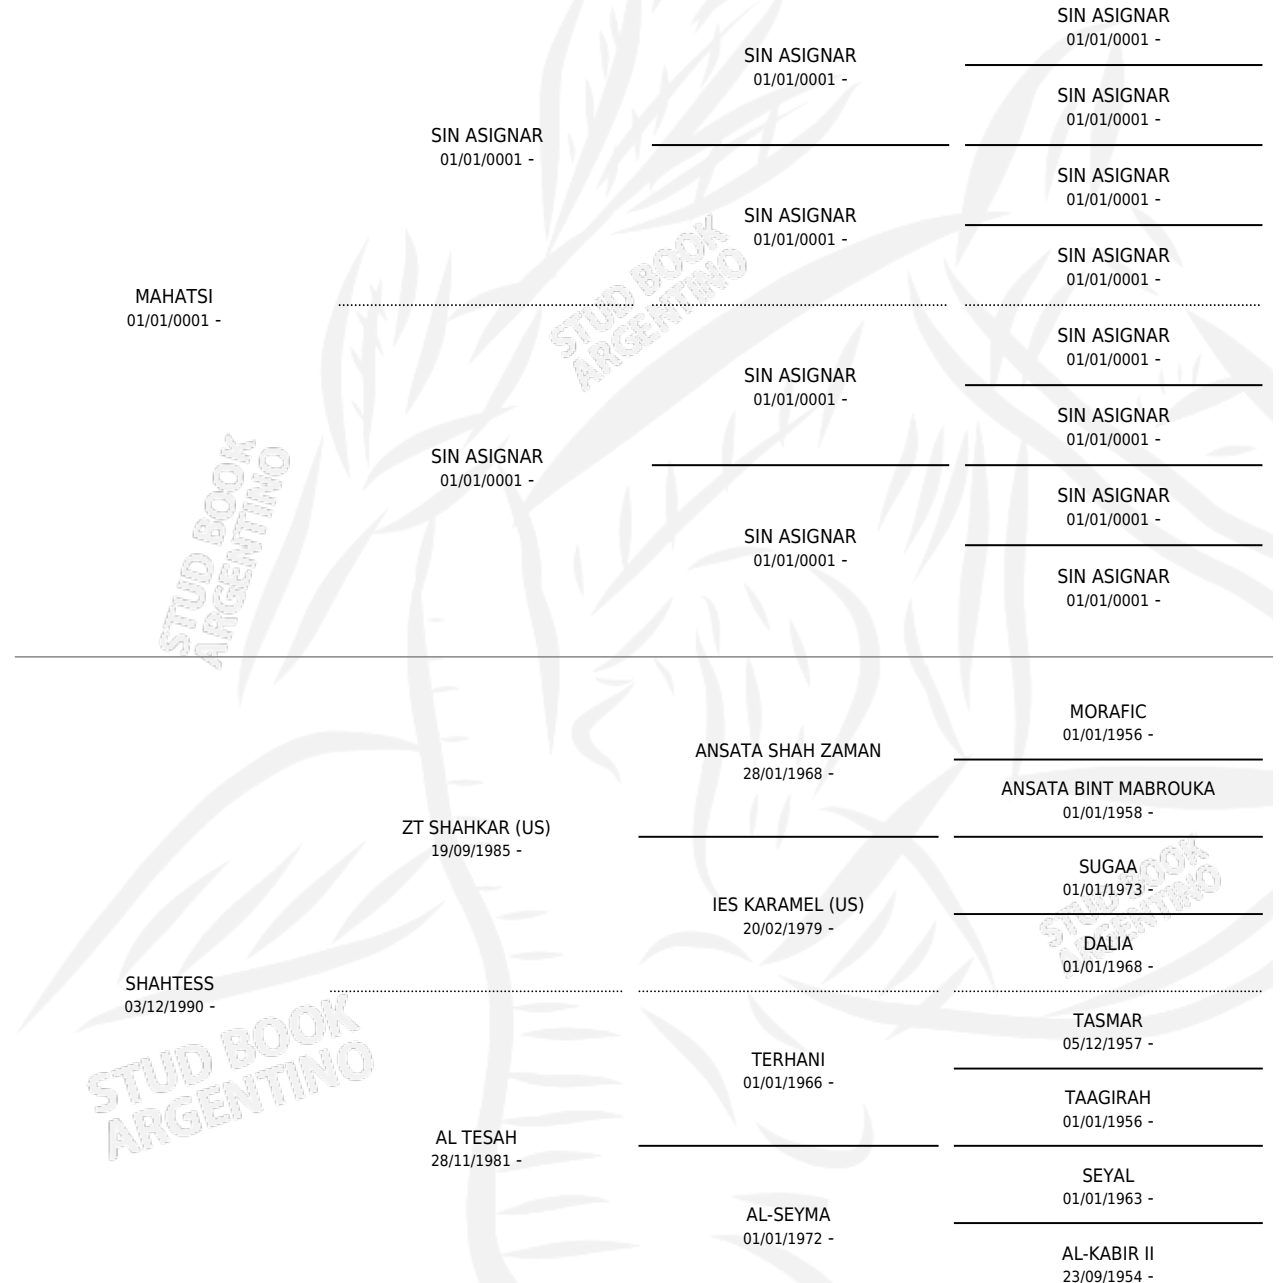 SIN ASIGNAR
01/01/0001 -
SIN ASIGNAR
01/01/0001 -
SIN ASIGNAR
01/01/0001 -
SIN ASIGNAR
01/01/0001 -
SIN ASIGNAR
01/01/0001 -
SIN ASIGNAR
01/01/0001 -
SIN ASIGNAR
01/01/0001 -
STUD BOOK
ARGENTINO
MAHATSI
01/01/0001 -
SIN ASIGNAR
01/01/0001 -
SIN ASIGNAR
01/01/0001 -
SIN ASIGNAR
01/01/0001 -
SIN ASIGNAR
01/01/0001 -
SIN ASIGNAR
01/01/0001 -
SIN ASIGNAR
01/01/0001 -
SIN ASIGNAR
01/01/0001 -
STUD BOOK
ARGENTINO
MORAFIC
01/01/1956 -
ANSATA SHAH ZAMAN
28/01/1968 -
ANSATA BINT MABROUKA
01/01/1958 -
ZT SHAHKAR (US)
19/09/1985 -
SUGAA
01/01/1973 -
IES KARAMEL (US)
20/02/1979 -
STUD BOOK
ARGENTINO
DALIA
01/01/1968 -
SHAHTESS
03/12/1990 -
STUD BOOK
ARGENTINO
TASMAR
05/12/1957 -
TERHANI
01/01/1966 -
TAAGIRAH
01/01/1956 -
AL TESAH
28/11/1981 -
SEYAL
01/01/1963 -
AL-SEYMA
01/01/1972 -
AL-KABIR II
23/09/1954 -